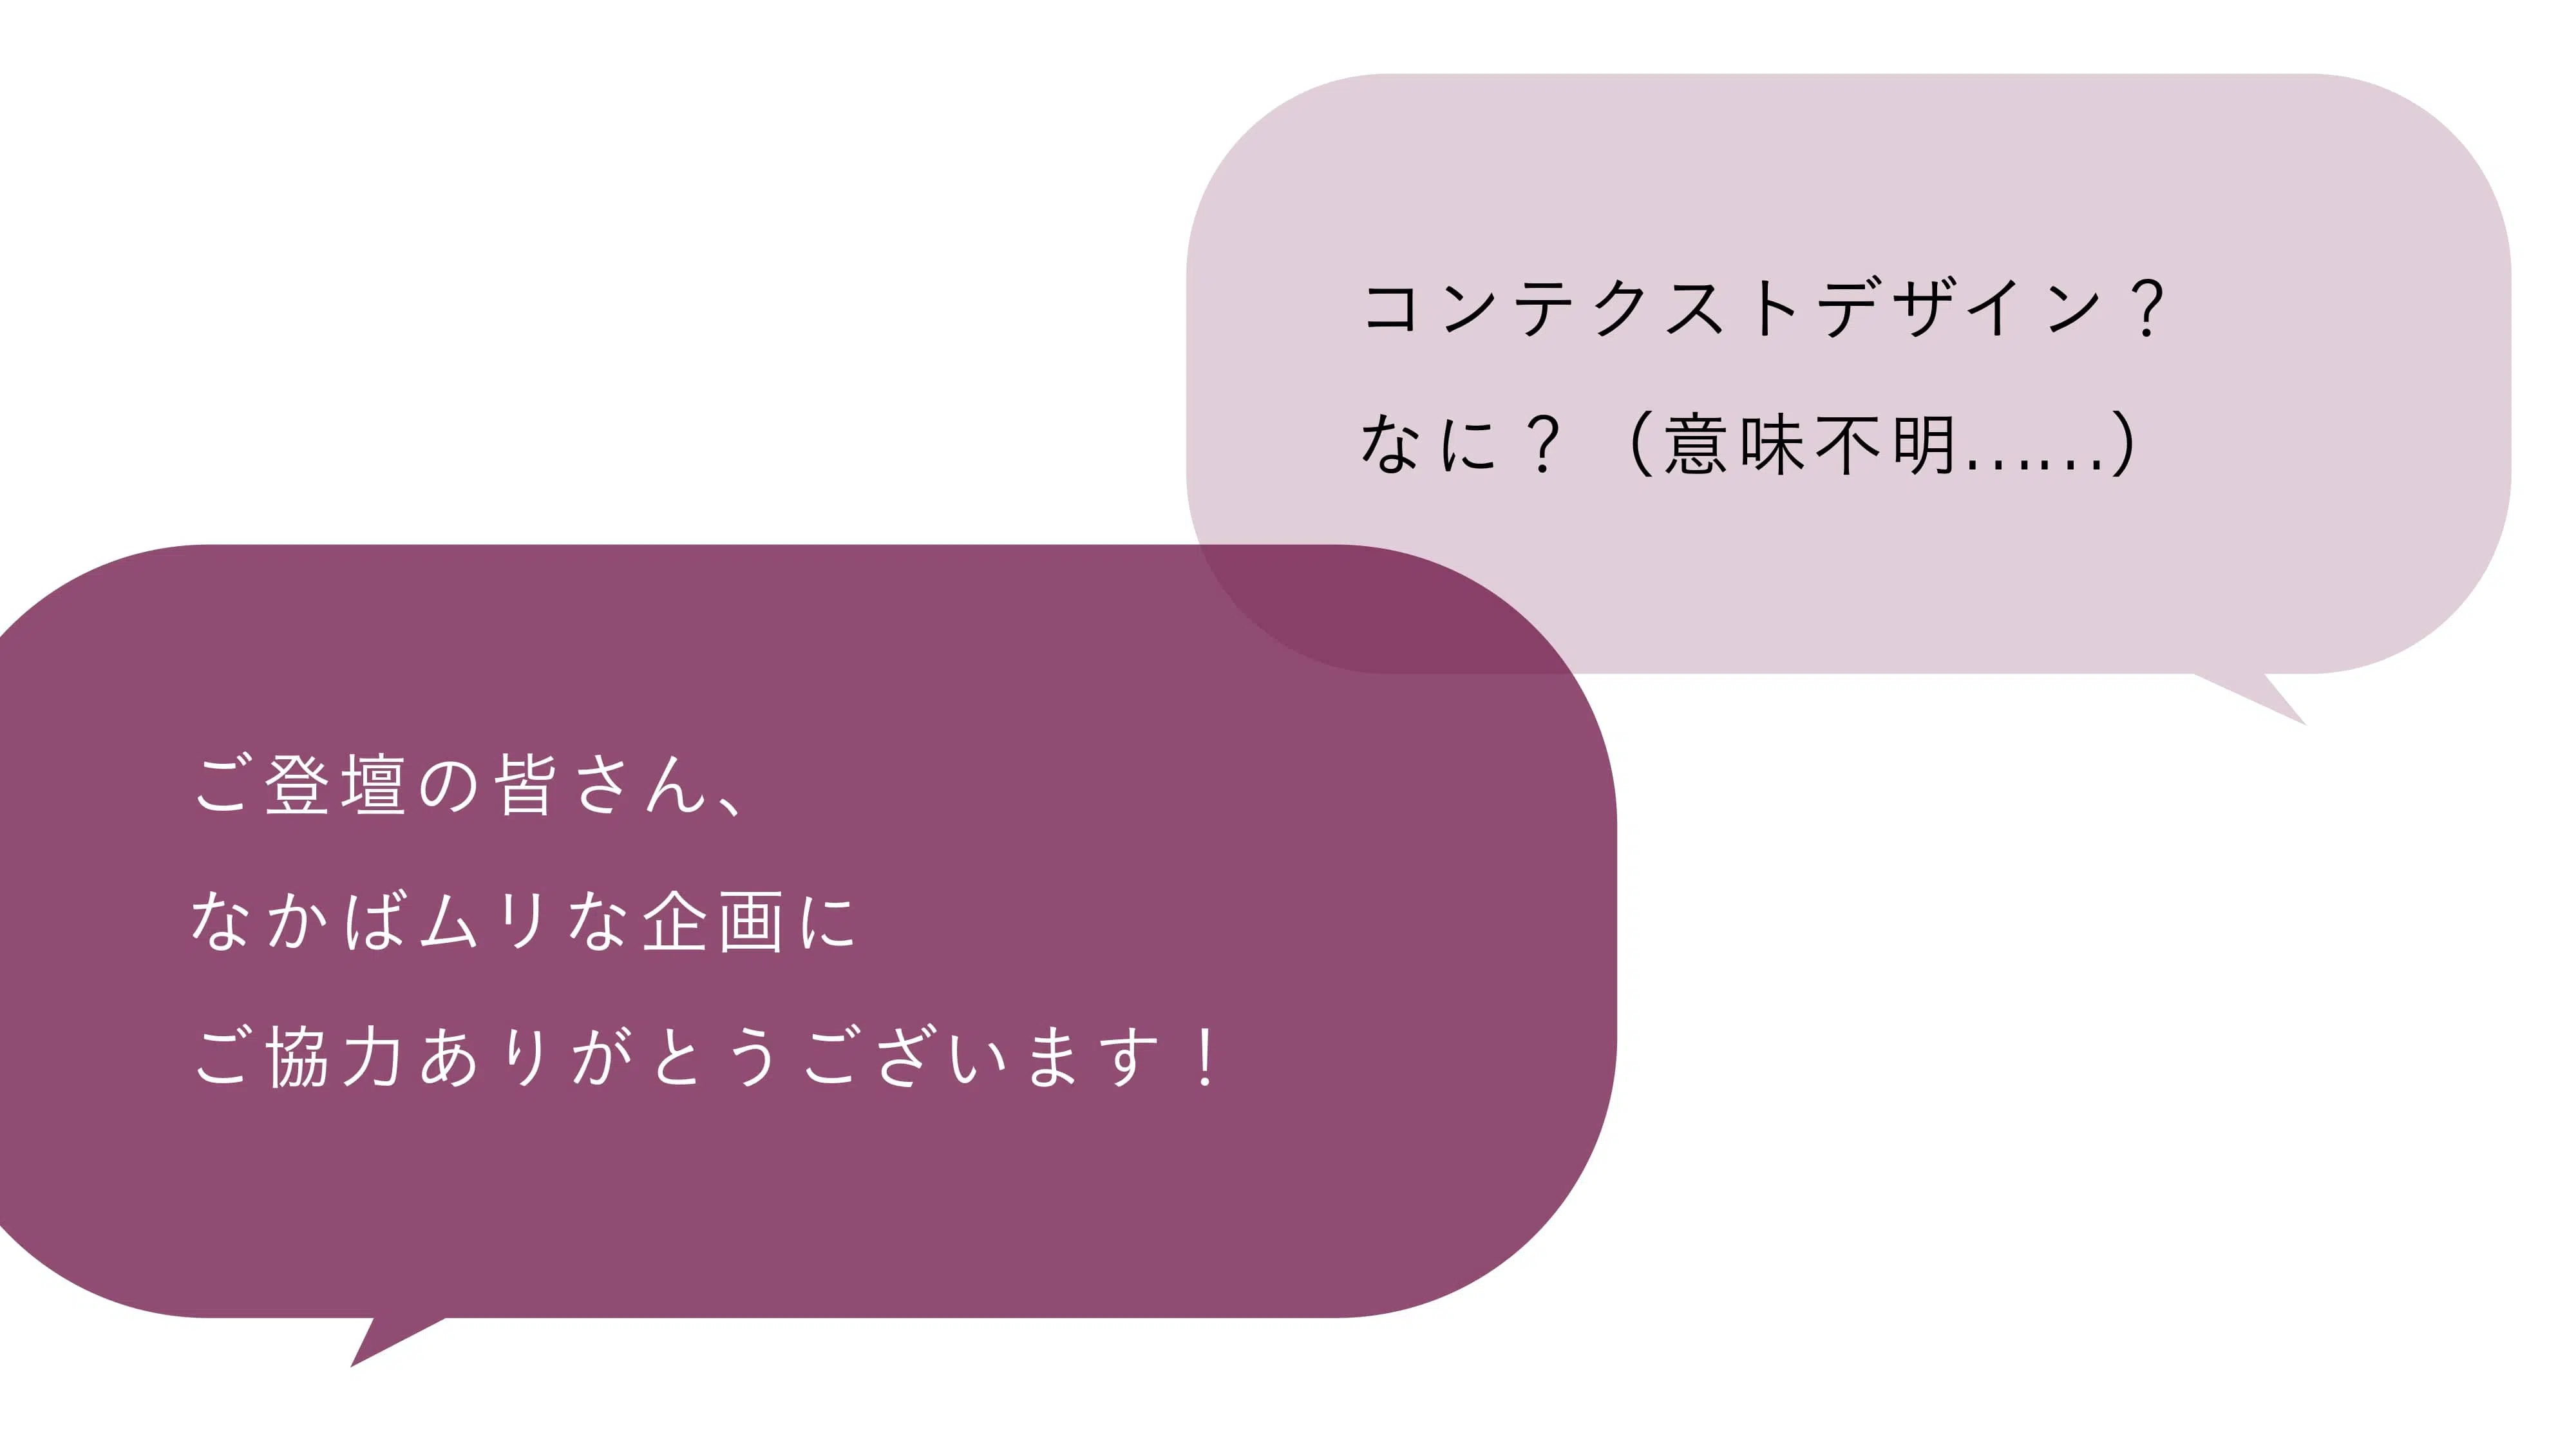 コンテクストデザイン？
なに？（意味不明……）
ご登壇の皆さん、
なかばムリな企画に
ご協力ありがとうございます！